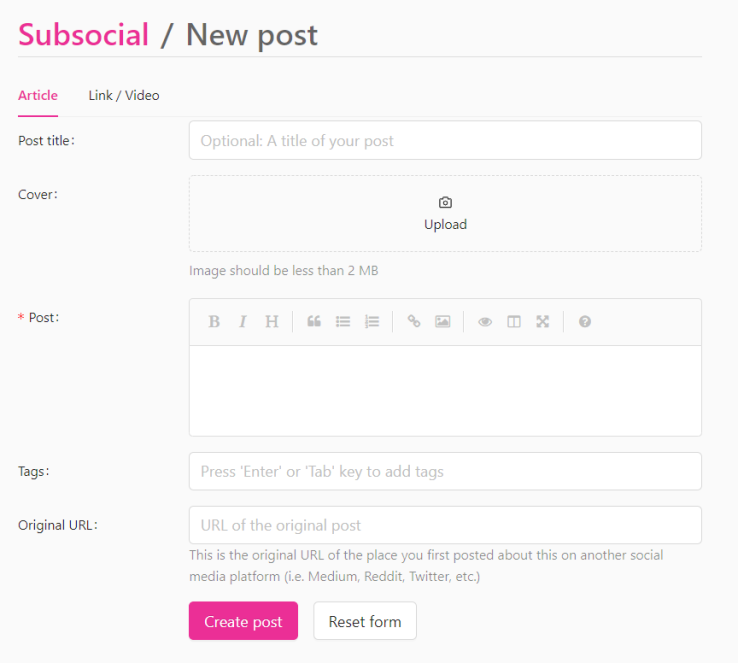 Subsocial / New post
Article Link / Video
Post title:
Optional: A title of your post
Cover:
Upload
Image should be less than 2 MB
* Post:
B I H
Tags:
Press 'Enter' or 'Tab' key to add tags
Original URL:
URL of the original post
This is the original URL of the place you first posted about this on another social
media platform (i.e. Medium, Reddit, Twitter, etc.)
Create post Reset form